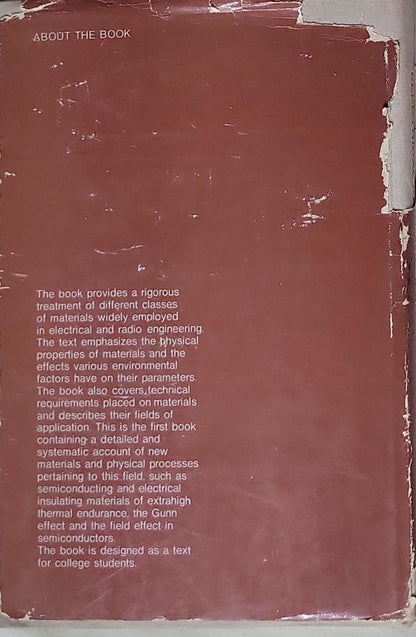 ABOUT THE BOOK
The book provides a rigorous
treatment of different classes
of materials widely employed
in electrical and radio engineering.
The text emphasizes the physical
properties of materials and the
effects various environmental
factors have on their parameters.
The book also covers technical
requirements placed on materials
and describes their fields of
application. This is the first book
containing a detailed and
systematic account of new
materials and physical processes
pertaining to this field, such as
semiconducting and electrical
insulating materials of extrahigh
thermal endurance, the Gunn
effect and the field effect in
semiconductors.
The book is designed as a text
for college students.